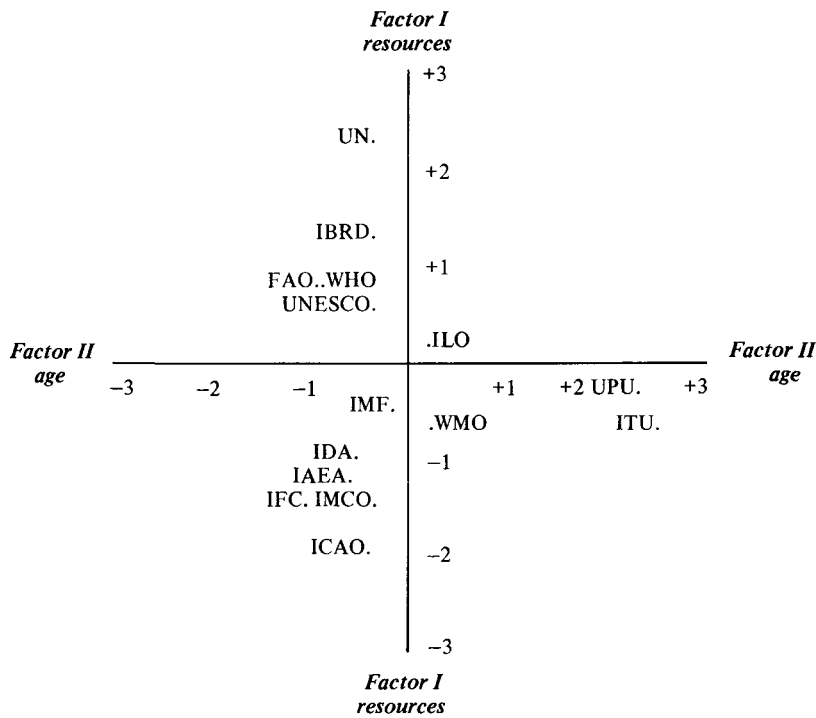 Factor I
resources
+3
UN.
+2
IBRD.
+1
FAO..WHO
UNESCO.
.ILO
Factor II
age
Factor II
age
−3 −2 −1 +1 +2 UPU. +3
IMF.
.WMO ITU.
IDA.
−1
IAEA.
IFC. IMCO.
ICAO.
−2
−3
Factor I
resources